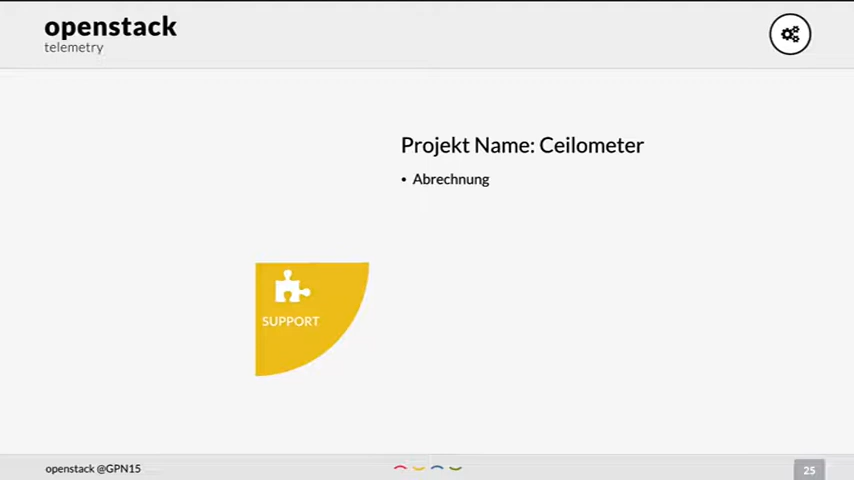 openstack
telemetry
Projekt Name: Ceilometer
• Abrechnung
SUPPORT
openstack @GPN15
25